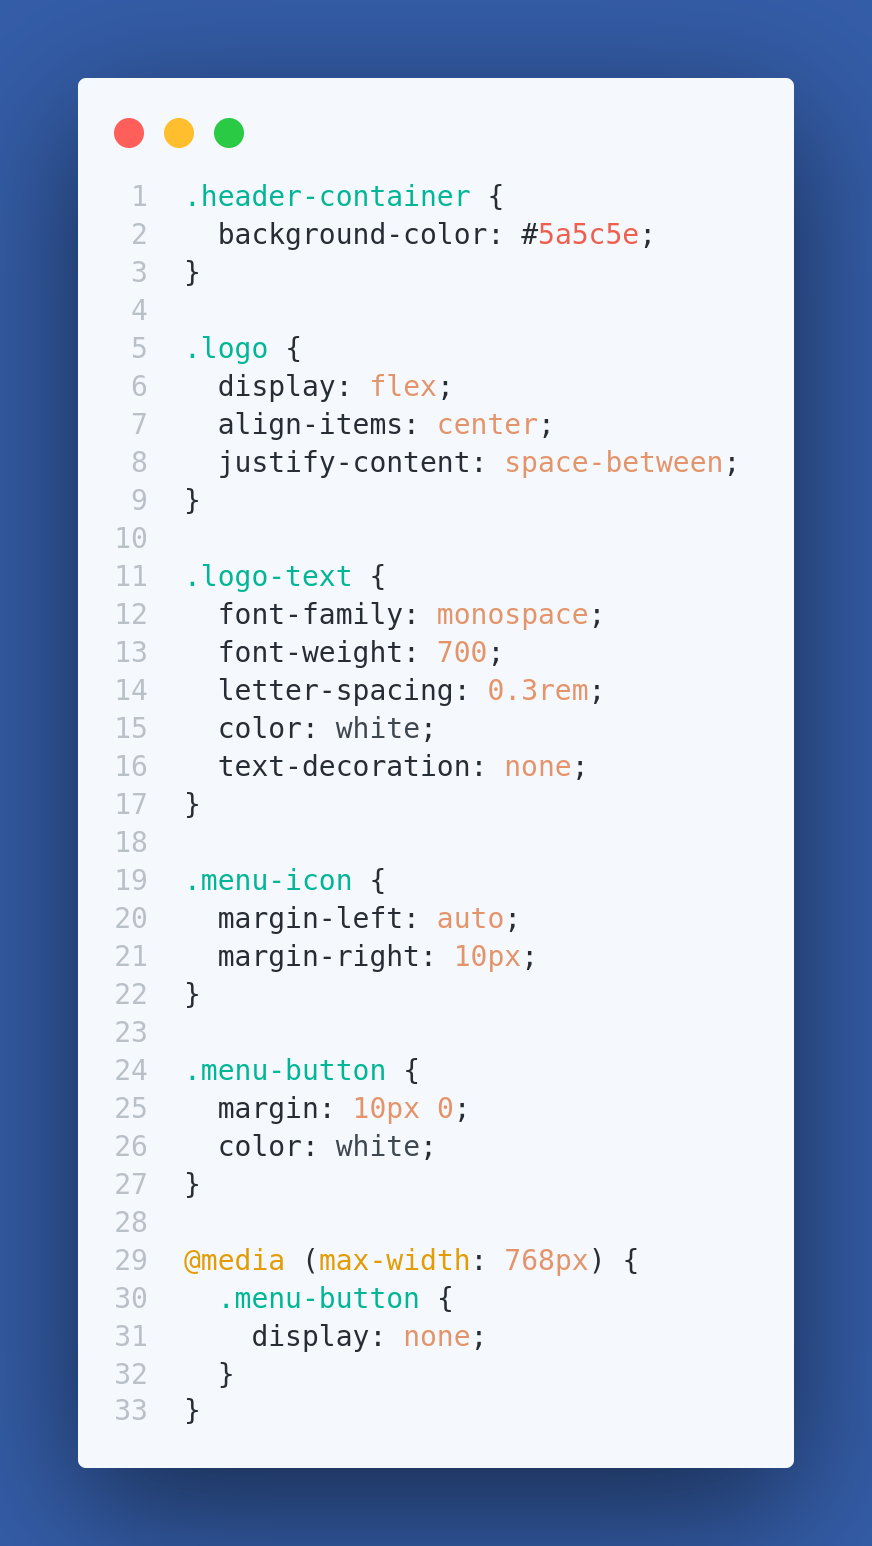 1 .header-container {
2   background-color: #5a5c5e;
3 }
4
5 .logo {
6   display: flex;
7   align-items: center;
8   justify-content: space-between;
9 }
10
11 .logo-text {
12   font-family: monospace;
13   font-weight: 700;
14   letter-spacing: 0.3rem;
15   color: white;
16   text-decoration: none;
17 }
18
19 .menu-icon {
20   margin-left: auto;
21   margin-right: 10px;
22 }
23
24 .menu-button {
25   margin: 10px 0;
26   color: white;
27 }
28
29 @media (max-width: 768px) {
30   .menu-button {
31     display: none;
32   }
33 }